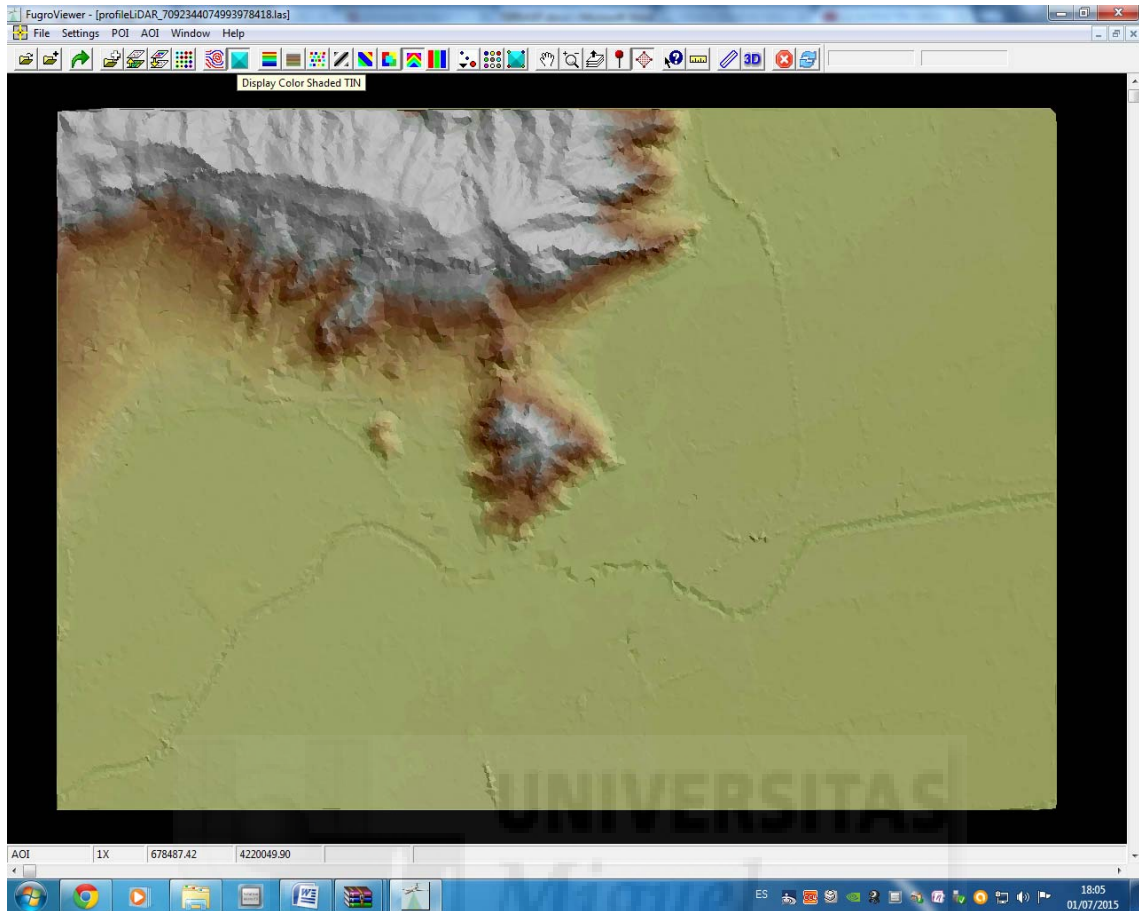 FugroViewer - [profileLiDAR_7092344074993978418.las]
File Settings POI AOI Window Help
3D
Display Color Shaded TIN
UNIVERSITAS
Miguel
AOI 1X 678487.42 4220049.90
ES 18:05
01/07/2015